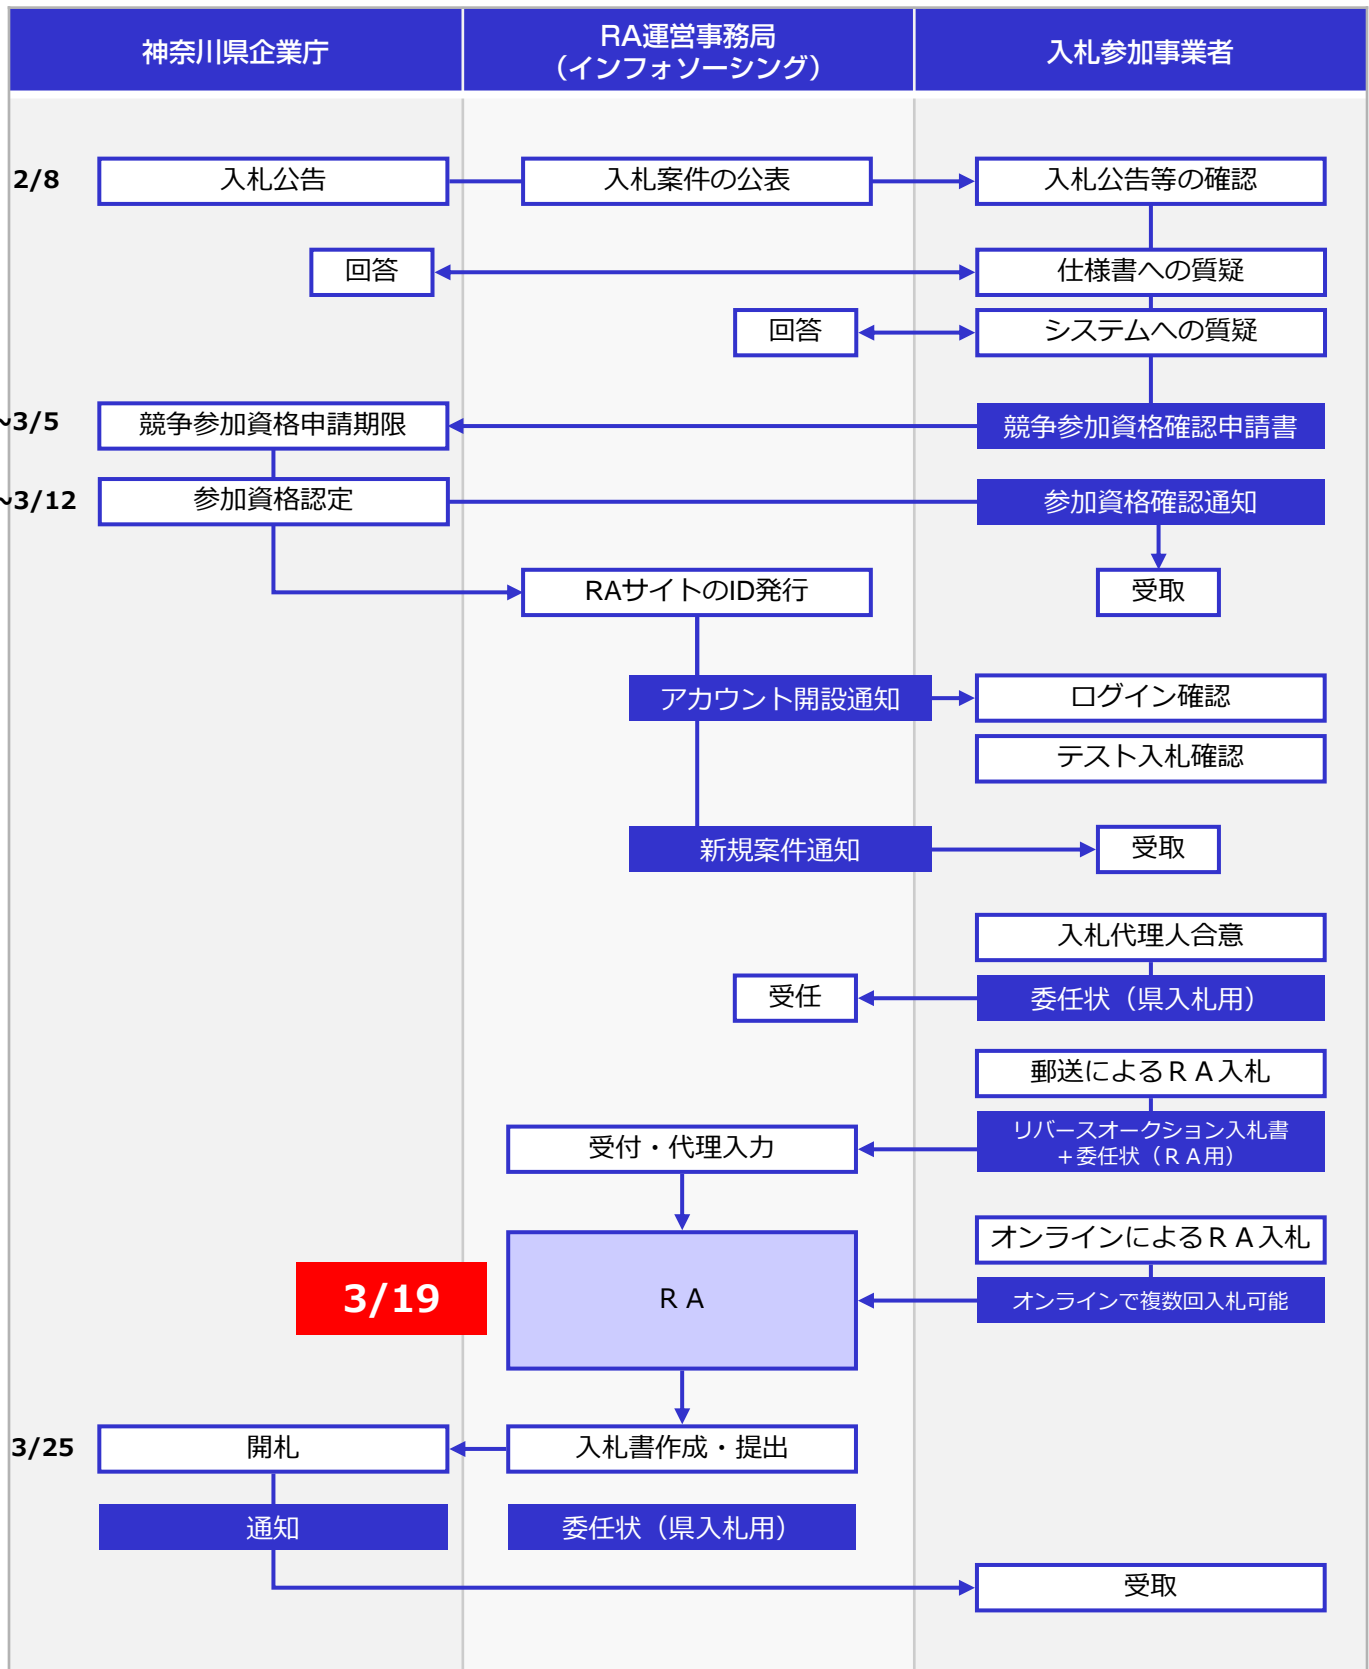 神奈川県企業庁
RA運営事務局
（インフォソーシング）
入札参加事業者
2/8
入札公告
入札案件の公表
入札公告等の確認
回答
仕様書への質疑
回答
システムへの質疑
~3/5
競争参加資格申請期限
競争参加資格確認申請書
~3/12
参加資格認定
参加資格確認通知
RAサイトのID発行
受取
アカウント開設通知
ログイン確認
テスト入札確認
新規案件通知
受取
入札代理人合意
受任
委任状（県入札用）
郵送によるＲＡ入札
受付・代理入力
リバースオークション入札書
＋委任状（ＲＡ用）
オンラインによるＲＡ入札
3/19
ＲＡ
オンラインで複数回入札可能
3/25
開札
入札書作成・提出
通知
委任状（県入札用）
受取